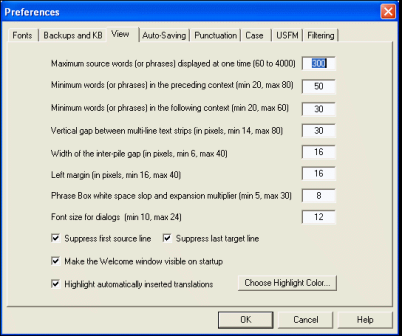 Preferences
Fonts Backups and KB View Auto-Saving Punctuation Case USFM Filtering
Maximum source words (or phrases) displayed at one time (60 to 4000) 300
Minimum words (or phrases) in the preceding context (min 20, max 80) 50
Minimum words (or phrases) in the following context (min 20, max 60) 30
Vertical gap between multi-line text strips (in pixels, min 14, max 80) 30
Width of the inter-pile gap (in pixels, min 6, max 40) 16
Left margin (in pixels, min 16, max 40) 16
Phrase Box white space slop and expansion multiplier (min 5, max 30) 8
Font size for dialogs (min 10, max 24) 12
Suppress first source line Suppress last target line
Make the Welcome window visible on startup
Highlight automatically inserted translations Choose Highlight Color...
OK Cancel Help